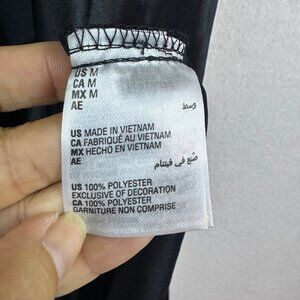 US M
CA M
MX M
AE وسط
US MADE IN VIETNAM
CA FABRIQUÉ AU VIETNAM
MX HECHO EN VIETNAM
AE صنع في فيتنام
US 100% POLYESTER
EXCLUSIVE OF DECORATION
CA 100% POLYESTER
GARNITURE NON COMPRISE